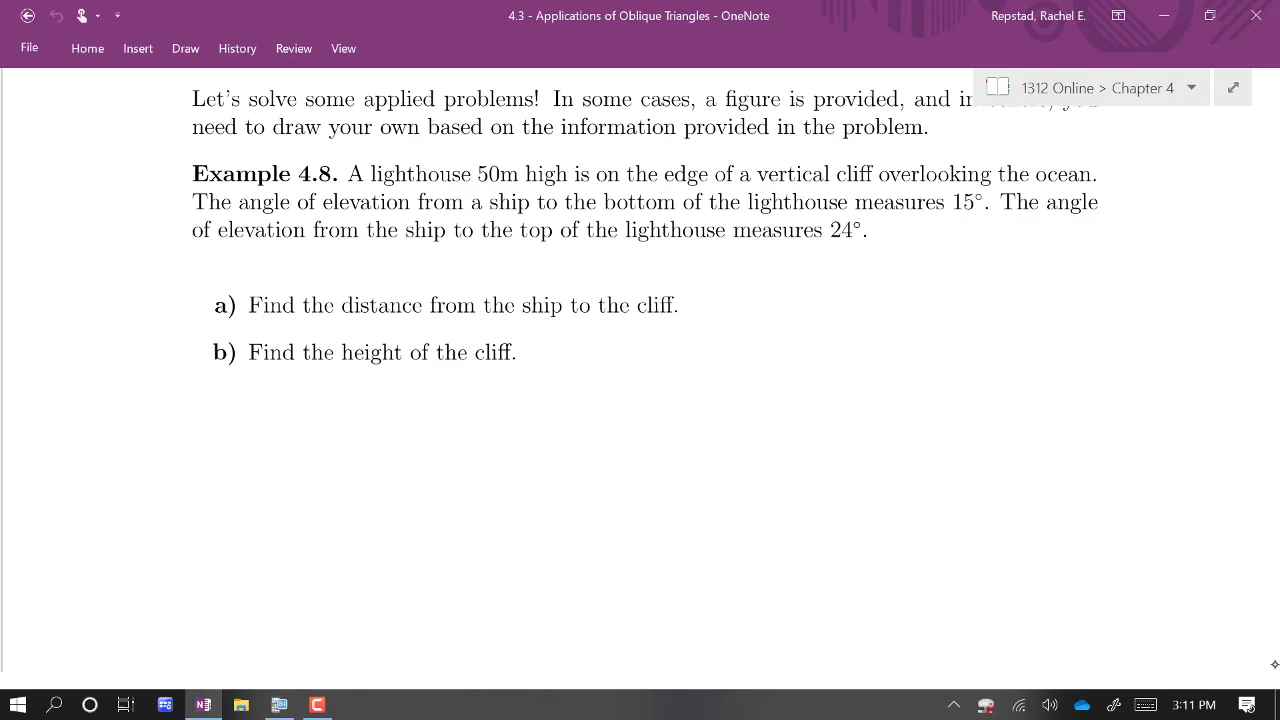 4.3 - Applications of Oblique Triangles - OneNote
Repstad, Rachel E.
File Home Insert Draw History Review View
1312 Online > Chapter 4
Let's solve some applied problems! In some cases, a figure is provided, and in
need to draw your own based on the information provided in the problem.
Example 4.8. A lighthouse 50m high is on the edge of a vertical cliff overlooking the ocean.
The angle of elevation from a ship to the bottom of the lighthouse measures 15°. The angle
of elevation from the ship to the top of the lighthouse measures 24°.
a) Find the distance from the ship to the cliff.
b) Find the height of the cliff.
3:11 PM